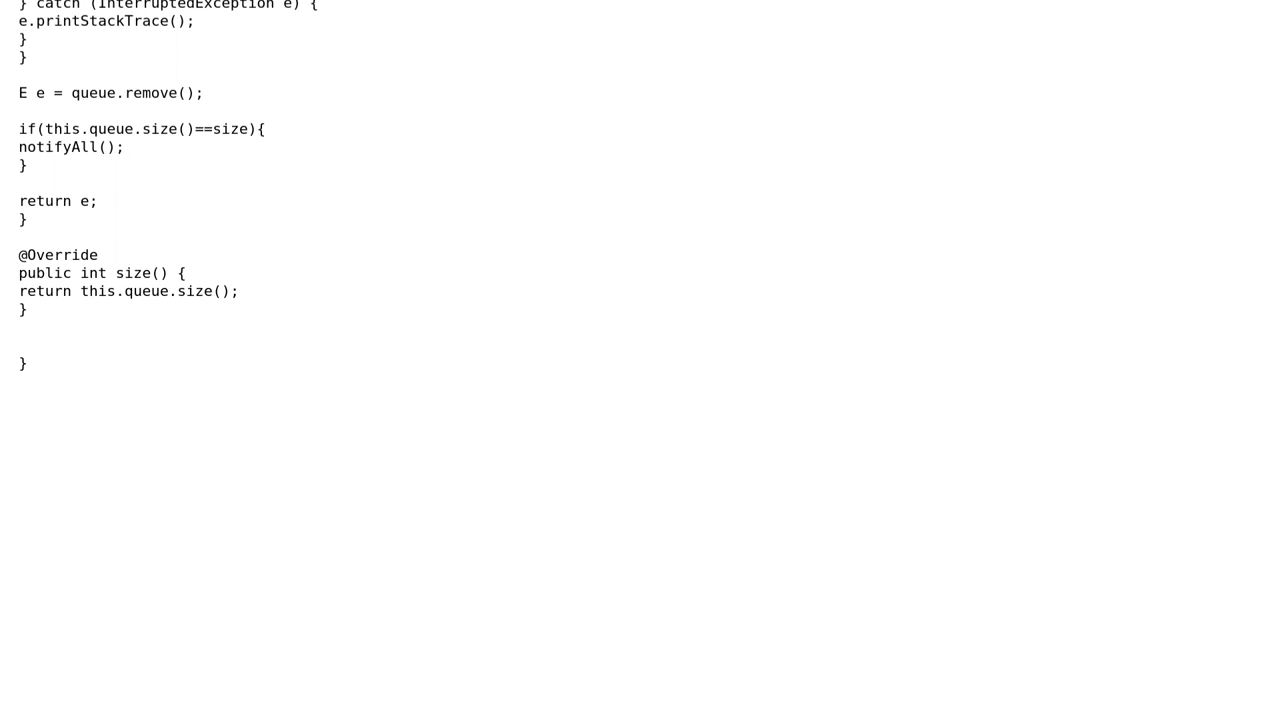 } catch (InterruptedException e) {
e.printStackTrace();
}
}
E e = queue.remove();
if(this.queue.size()==size){
notifyAll();
}
return e;
}
@Override
public int size() {
return this.queue.size();
}
}